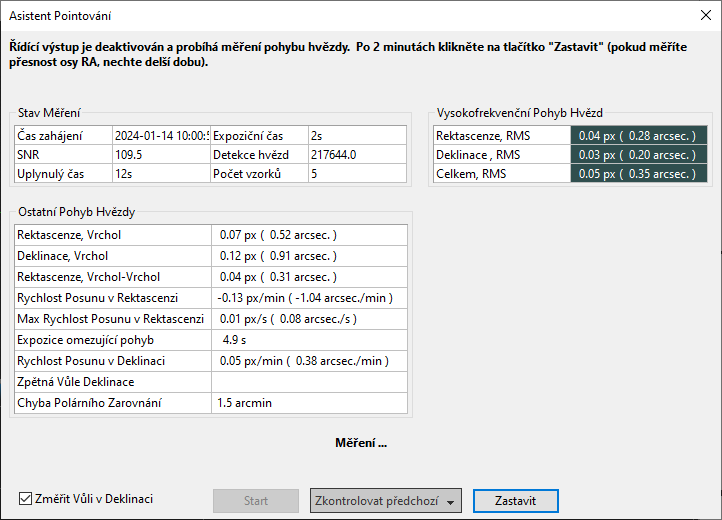 Asistent Pointování
Řídící výstup je deaktivován a probíhá měření pohybu hvězdy. Po 2 minutách klikněte na tlačítko "Zastavit" (pokud měříte
přesnost osy RA, nechte delší dobu).
Stav Měření
Čas zahájení 2024-01-14 10:00: Expoziční čas 2s
SNR 109.5 Detekce hvězd 217644.0
Uplynulý čas 12s Počet vzorků 5
Vysokofrekvenční Pohyb Hvězd
Rektascenze, RMS 0.04 px ( 0.28 arcsec. )
Deklinace , RMS 0.03 px ( 0.20 arcsec. )
Celkem, RMS 0.05 px ( 0.35 arcsec. )
Ostatní Pohyb Hvězdy
Rektascenze, Vrchol 0.07 px ( 0.52 arcsec. )
Deklinace, Vrchol 0.12 px ( 0.91 arcsec. )
Rektascenze, Vrchol-Vrchol 0.04 px ( 0.31 arcsec. )
Rychlost Posunu v Rektascenzi -0.13 px/min ( -1.04 arcsec./min )
Max Rychlost Posunu v Rektascenzi 0.01 px/s ( 0.08 arcsec./s )
Expozice omezující pohyb 4.9 s
Rychlost Posunu v Deklinaci 0.05 px/min ( 0.38 arcsec./min )
Zpětná Vůle Deklinace
Chyba Polárního Zarovnání 1.5 arcmin
Měření ...
Změřit Vůli v Deklinaci
Start
Zkontrolovat předchozí
Zastavit